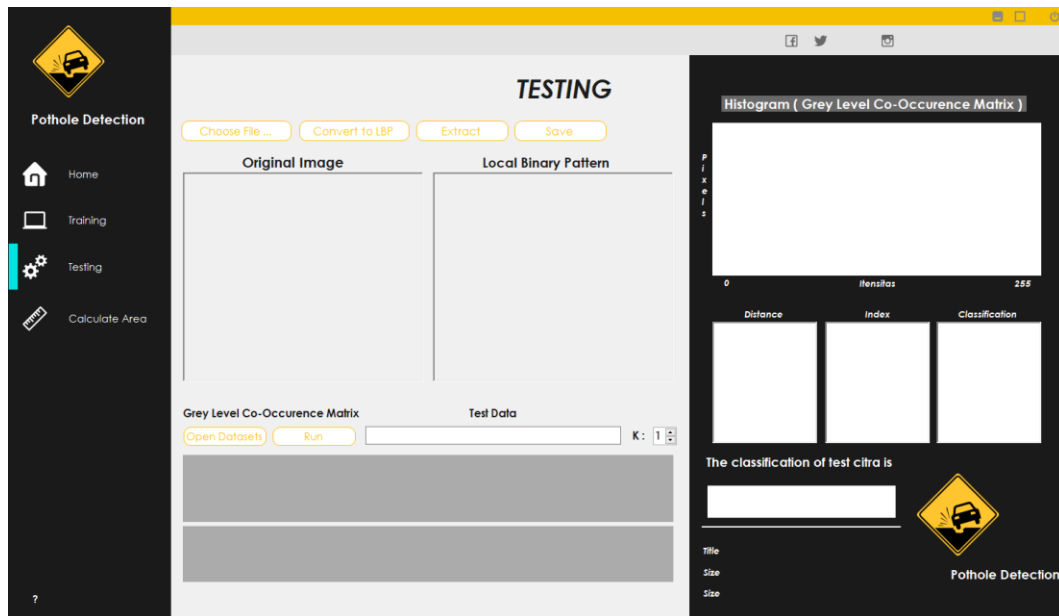 Pothole Detection
Home
Training
Testing
Calculate Area
?
TESTING
Choose File...
Convert to LBP
Extract
Save
Original Image
Local Binary Pattern
Grey Level Co-Occurence Matrix
Test Data
Open Datasets
Run
K :
1
Histogram ( Grey Level Co-Occurence Matrix )
Pixels
0
Itensitas
255
Distance
Index
Classification
The classification of test citra is
Title
Size
Size
Pothole Detection